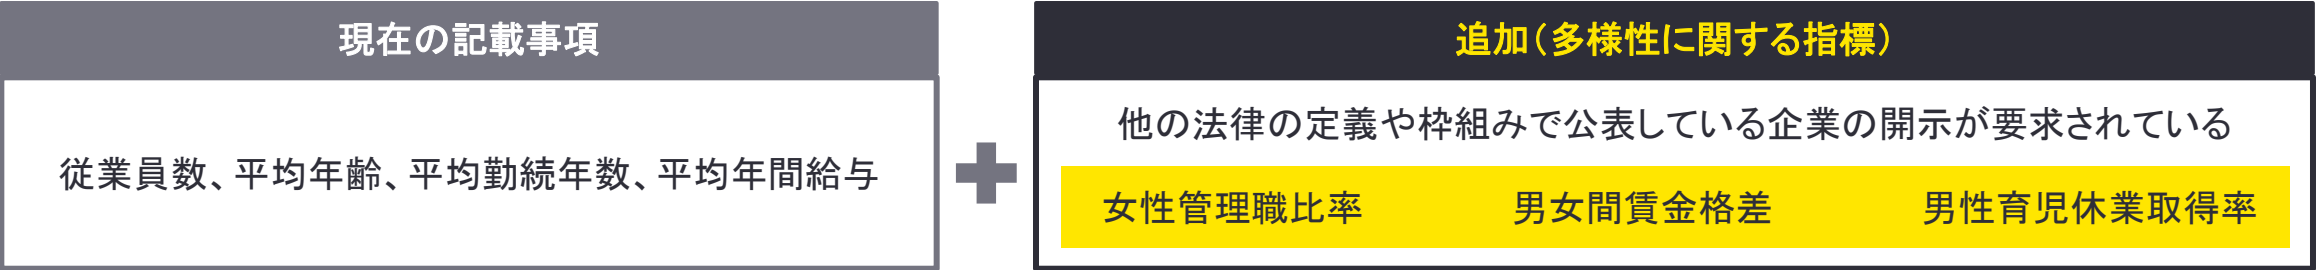 現在の記載事項
従業員数、平均年齢、平均勤続年数、平均年間給与
追加(多様性に関する指標)
他の法律の定義や枠組みで公表している企業の開示が要求されている
女性管理職比率 男女間賃金格差 男性育児休業取得率